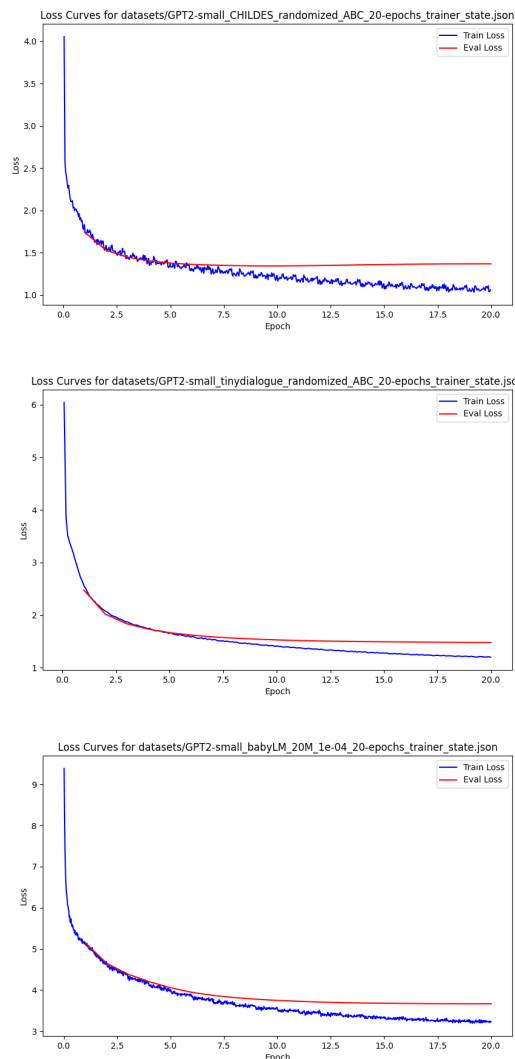 Loss Curves for datasets/GPT2-small_CHILDES_randomized_ABC_20-epochs_trainer_state.json
Train Loss
Eval Loss
4.0
3.5
3.0
2.5
2.0
1.5
1.0
Loss
0.0 2.5 5.0 7.5 10.0 12.5 15.0 17.5 20.0
Epoch
Loss Curves for datasets/GPT2-small_tinydialogue_randomized_ABC_20-epochs_trainer_state.jso
Train Loss
Eval Loss
6
5
4
3
2
1
Loss
0.0 2.5 5.0 7.5 10.0 12.5 15.0 17.5 20.0
Epoch
Loss Curves for datasets/GPT2-small_babyLM_20M_1e-04_20-epochs_trainer_state.json
Train Loss
Eval Loss
9
8
7
6
5
4
3
Loss
0.0 2.5 5.0 7.5 10.0 12.5 15.0 17.5 20.0
Epoch